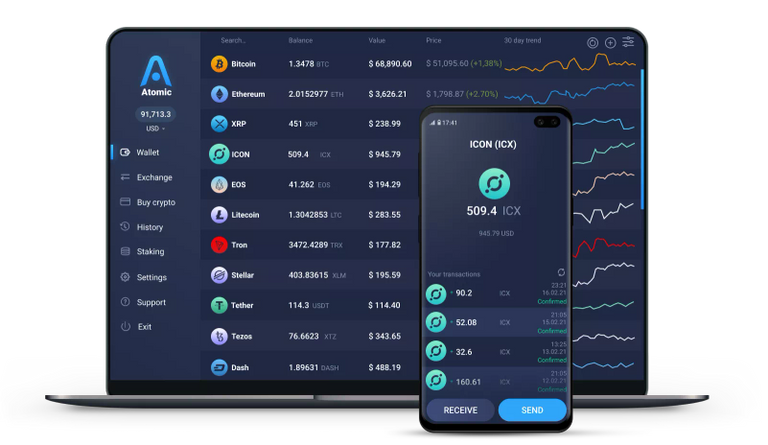 Search.. Balance Value Price 30 day trend
Atomic
91,713.3
USD
Wallet
Exchange
Buy crypto
History
Staking
Settings
Support
Exit
Bitcoin 1.3478 BTC $ 68,890.60 $ 51,095.60 (+1,38%)
Ethereum 2.0152977 ETH $ 3,626.21 $ 1,798.87 (+2.70%)
XRP 451 XRP $ 238.99
ICON 509.4 ICX $ 945.79
EOS 41.262 EOS $ 194.29
Litecoin 1.3042853 LTC $ 283.55
Tron 3472.4289 TRX $ 177.82
Stellar 403.83615 XLM $ 195.59
Tether 114.3 USDT $ 114.40
Tezos 76.6623 XTZ $ 343.65
Dash 1.89631 DASH $ 488.19
17:41
ICON (ICX)
509.4 ICX
945.79 USD
Your transactions
+ 90.2 ICX 23:21
16.02.21
Confirmed
+ 52.08 ICX 21:05
15.02.21
Confirmed
+ 32.6 ICX 13:25
13.02.21
Confirmed
+ 160.61 ICX 21:05
12.02.21
Confirmed
RECEIVE SEND